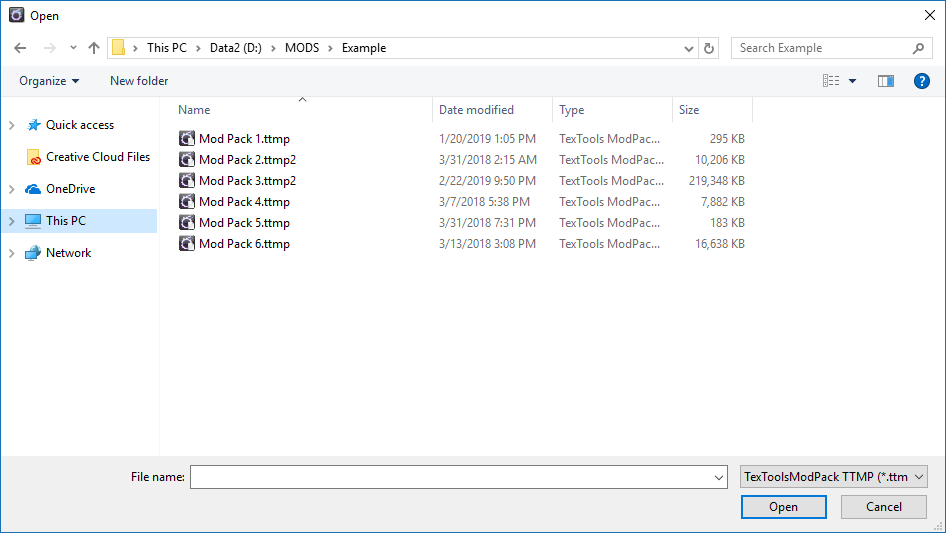 Open
This PC Data2 (D:) MODS Example
Search Example
Organize New folder
Name Date modified Type Size
Quick access
Creative Cloud Files
OneDrive
This PC
Network
Mod Pack 1.ttmp 1/20/2019 1:05 PM TexTools ModPac... 295 KB
Mod Pack 2.ttmp2 3/31/2018 2:15 AM TextTools ModPac... 10,206 KB
Mod Pack 3.ttmp2 2/22/2019 9:50 PM TextTools ModPac... 219,348 KB
Mod Pack 4.ttmp 3/7/2018 5:38 PM TexTools ModPac... 7,882 KB
Mod Pack 5.ttmp 3/31/2018 7:31 PM TexTools ModPac... 183 KB
Mod Pack 6.ttmp 3/13/2018 3:08 PM TexTools ModPac... 16,638 KB
File name:
TexToolsModPack TTMP (*.ttm
Open Cancel